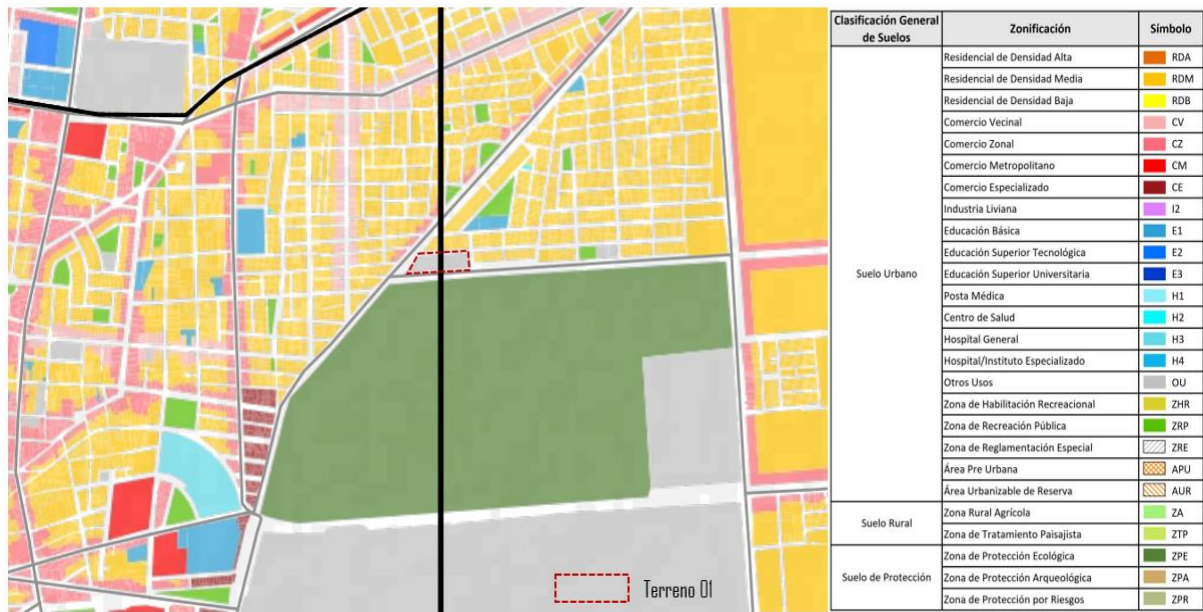 Clasificación General de Suelos Zonificación Símbolo
Suelo Urbano
Residencial de Densidad Alta RDA
Residencial de Densidad Media RDM
Residencial de Densidad Baja RDB
Comercio Vecinal CV
Comercio Zonal CZ
Comercio Metropolitano CM
Comercio Especializado CE
Industria Liviana I2
Educación Básica E1
Educación Superior Tecnológica E2
Educación Superior Universitaria E3
Posta Médica H1
Centro de Salud H2
Hospital General H3
Hospital/Instituto Especializado H4
Otros Usos OU
Zona de Habilitación Recreacional ZHR
Zona de Recreación Pública ZRP
Zona de Reglamentación Especial ZRE
Área Pre Urbana APU
Área Urbanizable de Reserva AUR
Suelo Rural
Zona Rural Agrícola ZA
Zona de Tratamiento Paisajista ZTP
Suelo de Protección
Zona de Protección Ecológica ZPE
Zona de Protección Arqueológica ZPA
Zona de Protección por Riesgos ZPR
Terreno 01